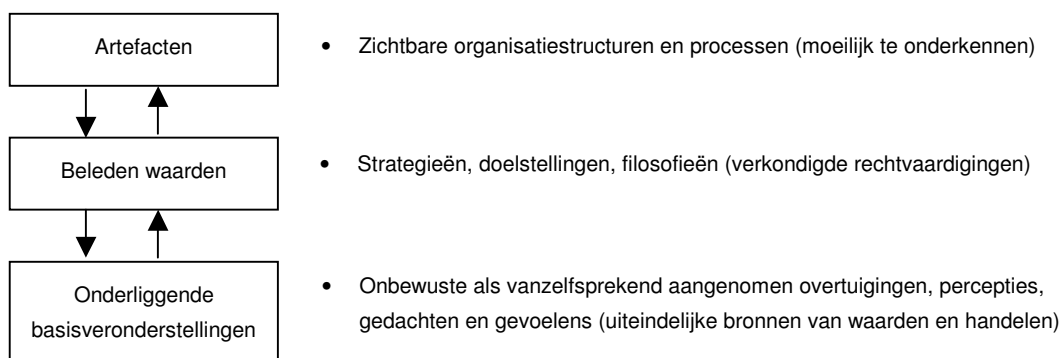 Artefacten
• Zichtbare organisatiestructuren en processen (moeilijk te onderkennen)
Beleden waarden
• Strategieën, doelstellingen, filosofieën (verkondigde rechtvaardigingen)
Onderliggende
basisveronderstellingen
• Onbewuste als vanzelfsprekend aangenomen overtuigingen, percepties,
gedachten en gevoelens (uiteindelijke bronnen van waarden en handelen)